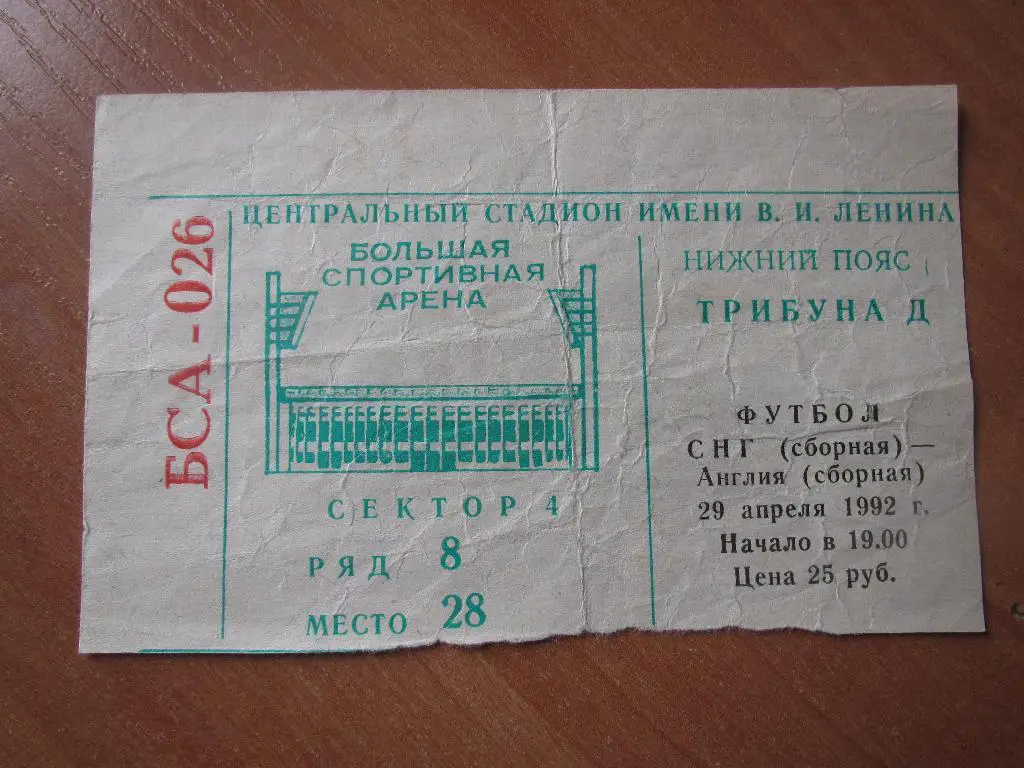 БСА - 026
ЦЕНТРАЛЬНЫЙ СТАДИОН ИМЕНИ В. И. ЛЕНИНА
БОЛЬШАЯ
СПОРТИВНАЯ
АРЕНА
СЕКТОР 4
РЯД 8
МЕСТО 28
НИЖНИЙ ПОЯС
ТРИБУНА Д
ФУТБОЛ
СНГ (сборная) —
Англия (сборная)
29 апреля 1992 г.
Начало в 19.00
Цена 25 руб.